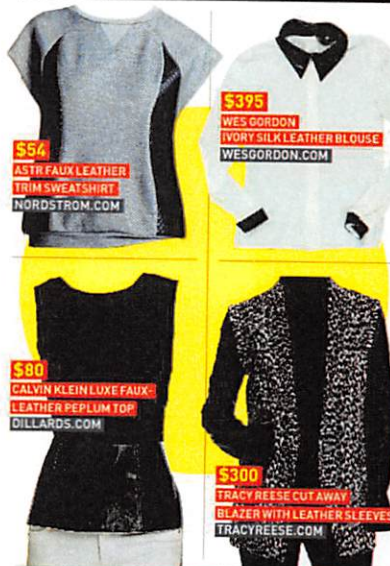 $54
ASTR FAUX LEATHER
TRIM SWEATSHIRT
NORDSTROM.COM
$395
WES GORDON
IVORY SILK LEATHER BLOUSE
WESGORDON.COM
$80
CALVIN KLEIN LUXE FAUX-
LEATHER PEPLUM TOP
DILLARDS.COM
$300
TRACY REESE CUT AWAY
BLAZER WITH LEATHER SLEEVES
TRACYREESE.COM